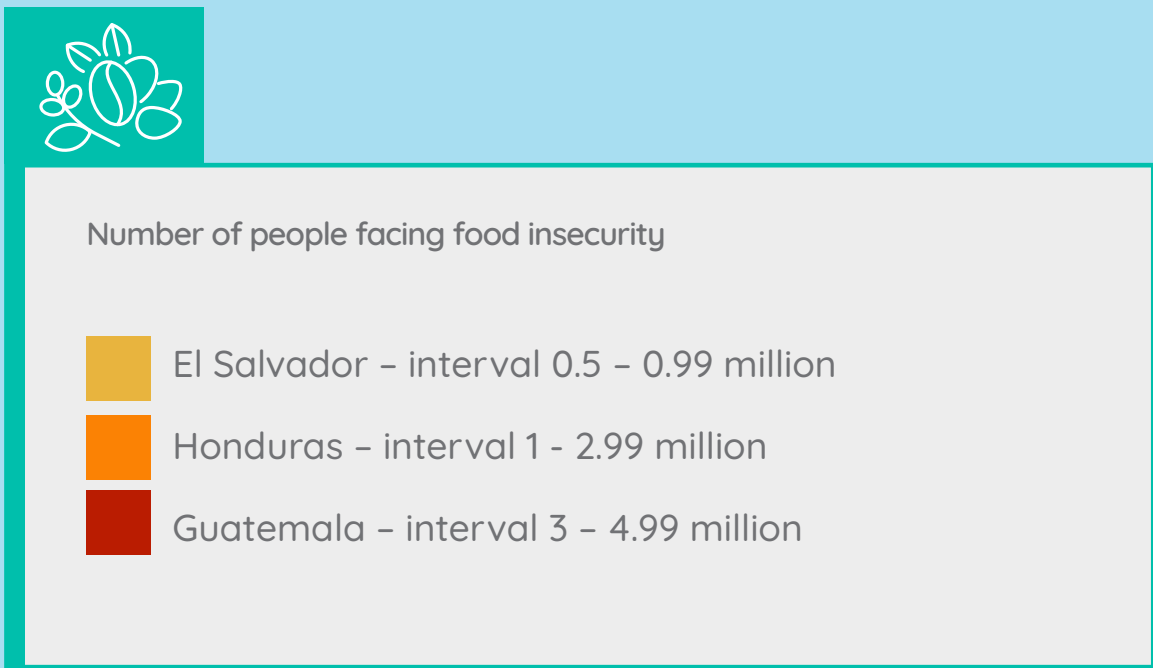 Number of people facing food insecurity
El Salvador – interval 0.5 – 0.99 million
Honduras – interval 1 - 2.99 million
Guatemala – interval 3 – 4.99 million